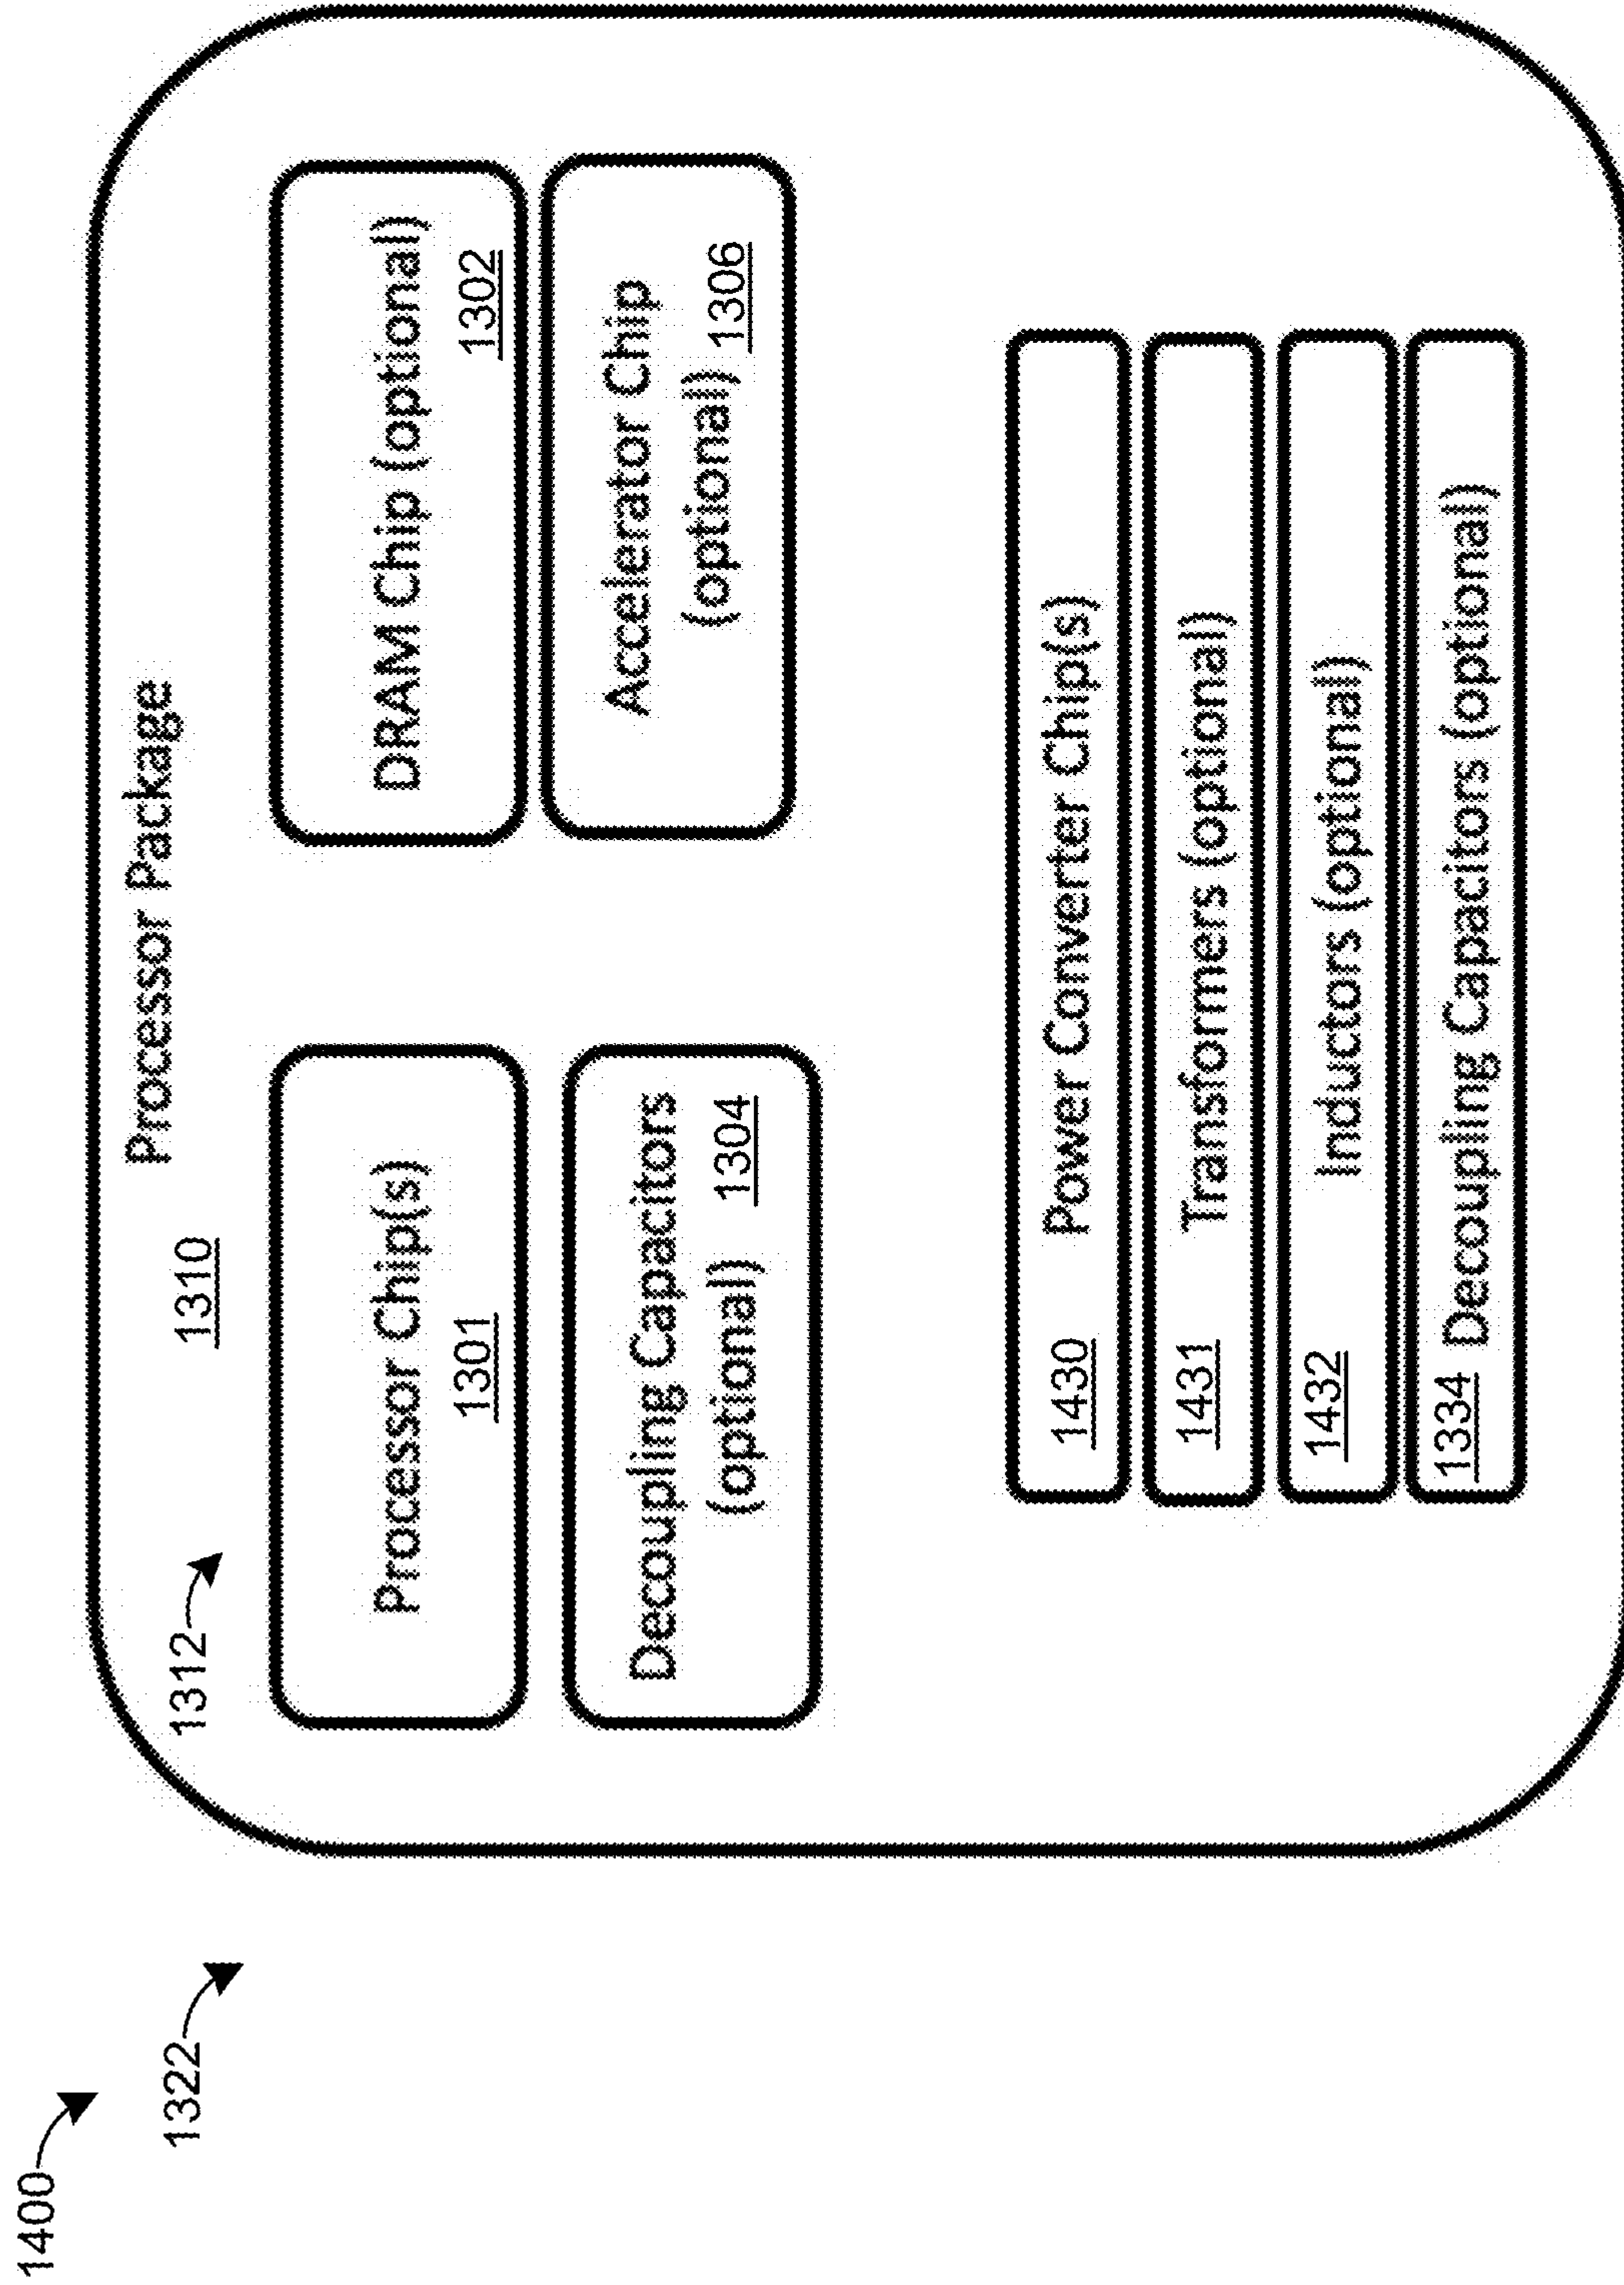 1400
1322
1312
1310
Processor Package
Processor Chip(s)
1301
DRAM Chip (optional)
1302
Decoupling Capacitors
(optional) 1304
Accelerator Chip
(optional) 1306
1430 Power Converter Chip(s)
1431 Transformers (optional)
1432 Inductors (optional)
1334 Decoupling Capacitors (optional)